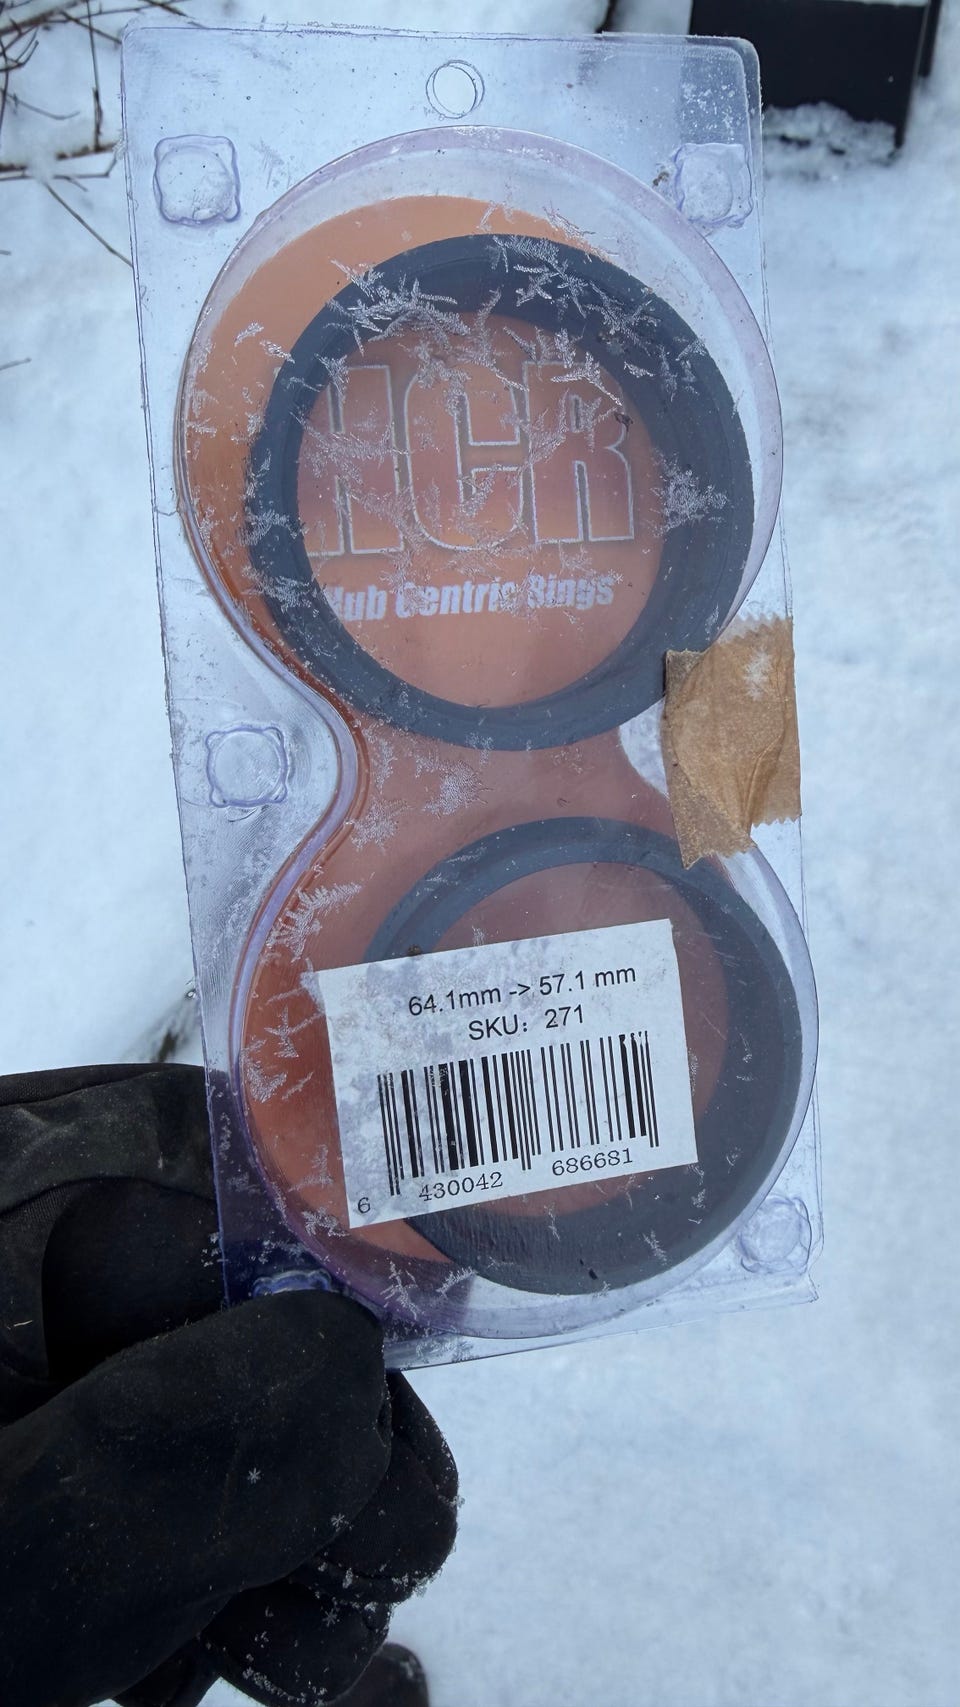 HCR
Hub Centric Rings
64.1mm -> 57.1 mm
SKU: 271
6 430042 686681